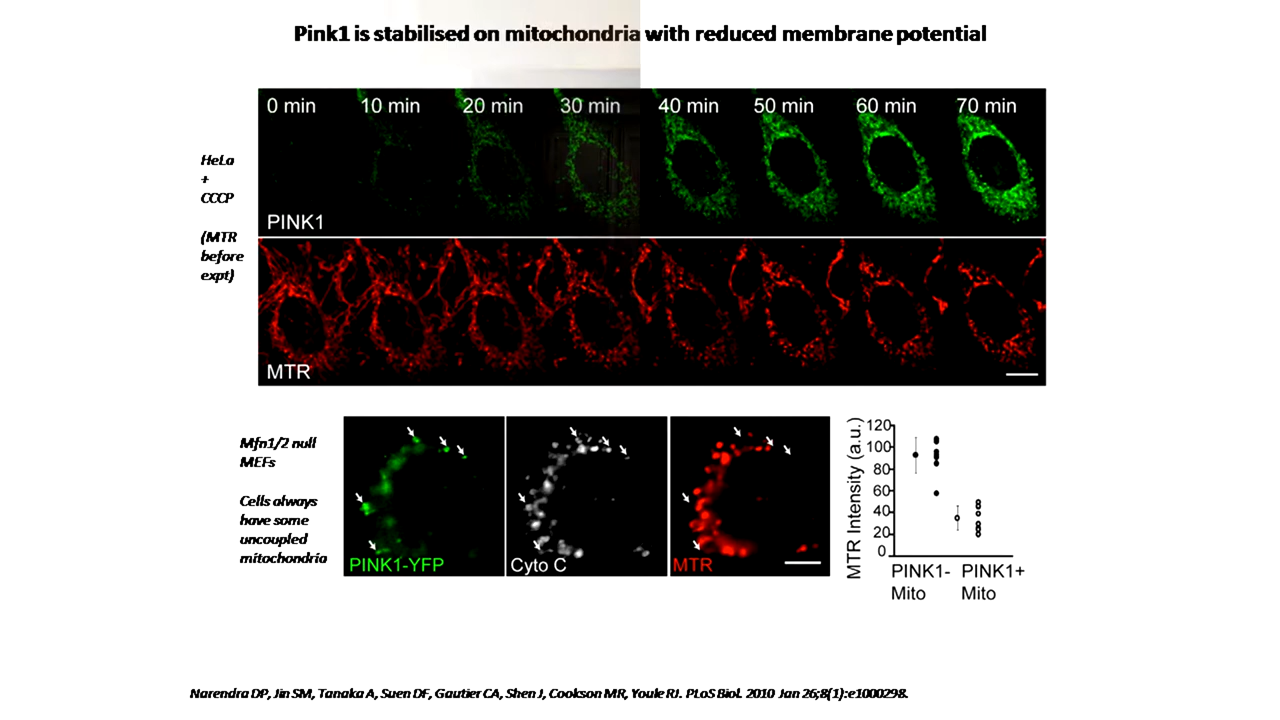 Pink1 is stabilised on mitochondria with reduced membrane potential
0 min 10 min 20 min 30 min 40 min 50 min 60 min 70 min
HeLa
+
CCCP
(MTR
before
expt)
PINK1
MTR
Mfn1/2 null
MEFs
Cells always
have some
uncoupled
mitochondria
PINK1-YFP
Cyto C
MTR
MTR Intensity (a.u.)
120
100
80
60
40
20
0
PINK1- PINK1+
Mito Mito
Narendra DP, Jin SM, Tanaka A, Suen DF, Gautier CA, Shen J, Cookson MR, Youle RJ. PLoS Biol. 2010 Jan 26;8(1):e1000298.